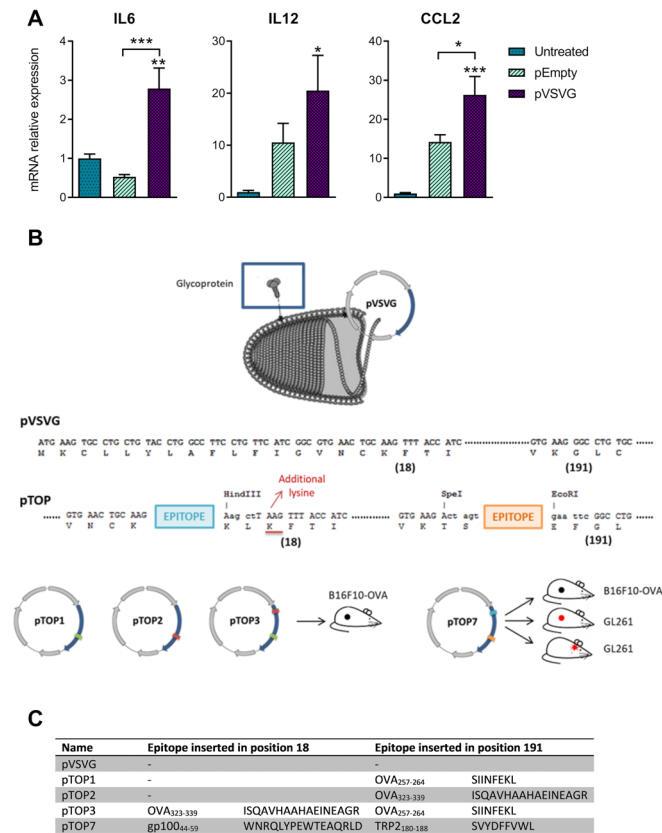 A
IL6
IL12
CCL2
mRNA relative expression
4
3
2
1
0
***
**
30
20
10
0
*
40
30
20
10
0
*
***
Untreated
pEmpty
pVSVG
B
Glycoprotein
pVSVG
pVSVG
ATG AAG TGC CTG CTG TAC CTG GCC TTC CTG TTC ATC GGC GTG AAC TGC AAG TTT ACC ATC ................... GTG AAG GGC CTG TGC ......
M K C L L Y L A F L F I G V N C K F T I V K G L C
(18) (191)
pTOP
Additional
lysine
HindIII SpeI EcoRI
...... GTG AAC TGC AAG EPITOPE Aag ctT AAG TTT ACC ATC ............ GTG AAG Act agt EPITOPE gaa ttc GGC CTG ......
V N C K K L K F T I V K T S E F G L
(18) (191)
pTOP1
pTOP2
pTOP3
B16F10-OVA
pTOP7
B16F10-OVA
GL261
GL261
C
Name Epitope inserted in position 18 Epitope inserted in position 191
pVSVG - -
pTOP1 - OVA257-264 SIINFEKL
pTOP2 - OVA323-339 ISQAVHAAHAEINEAGR
pTOP3 OVA323-339 ISQAVHAAHAEINEAGR OVA257-264 SIINFEKL
pTOP7 gp10044-59 WNRQLYPEWTEAQRLD TRP2180-188 SVYDFFVWL